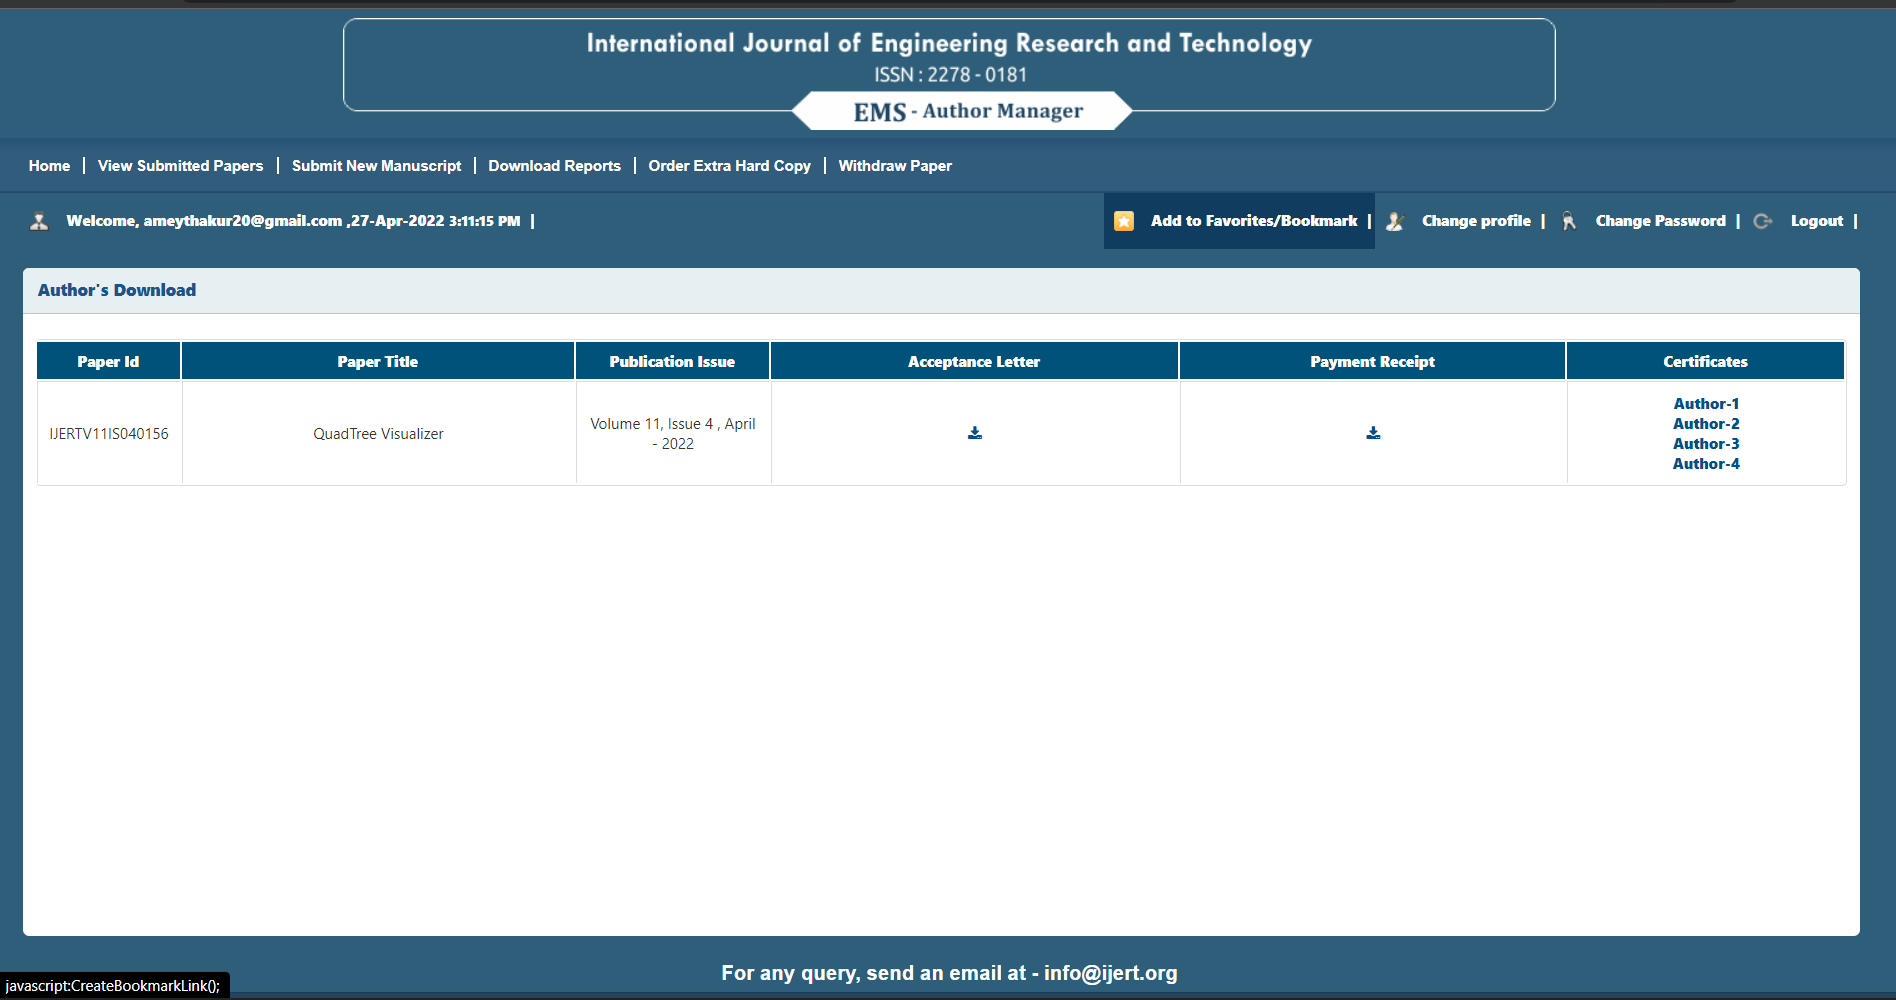 International Journal of Engineering Research and Technology
ISSN : 2278 - 0181
EMS - Author Manager
Home | View Submitted Papers | Submit New Manuscript | Download Reports | Order Extra Hard Copy | Withdraw Paper
Welcome, ameythakur20@gmail.com ,27-Apr-2022 3:11:15 PM | Add to Favorites/Bookmark | Change profile | Change Password | Logout |
Author's Download
Paper Id Paper Title Publication Issue Acceptance Letter Payment Receipt Certificates
IJERTV11IS040156 QuadTree Visualizer Volume 11, Issue 4 , April
- 2022
Author-1
Author-2
Author-3
Author-4
For any query, send an email at - info@ijert.org
javascript:CreateBookmarkLink();